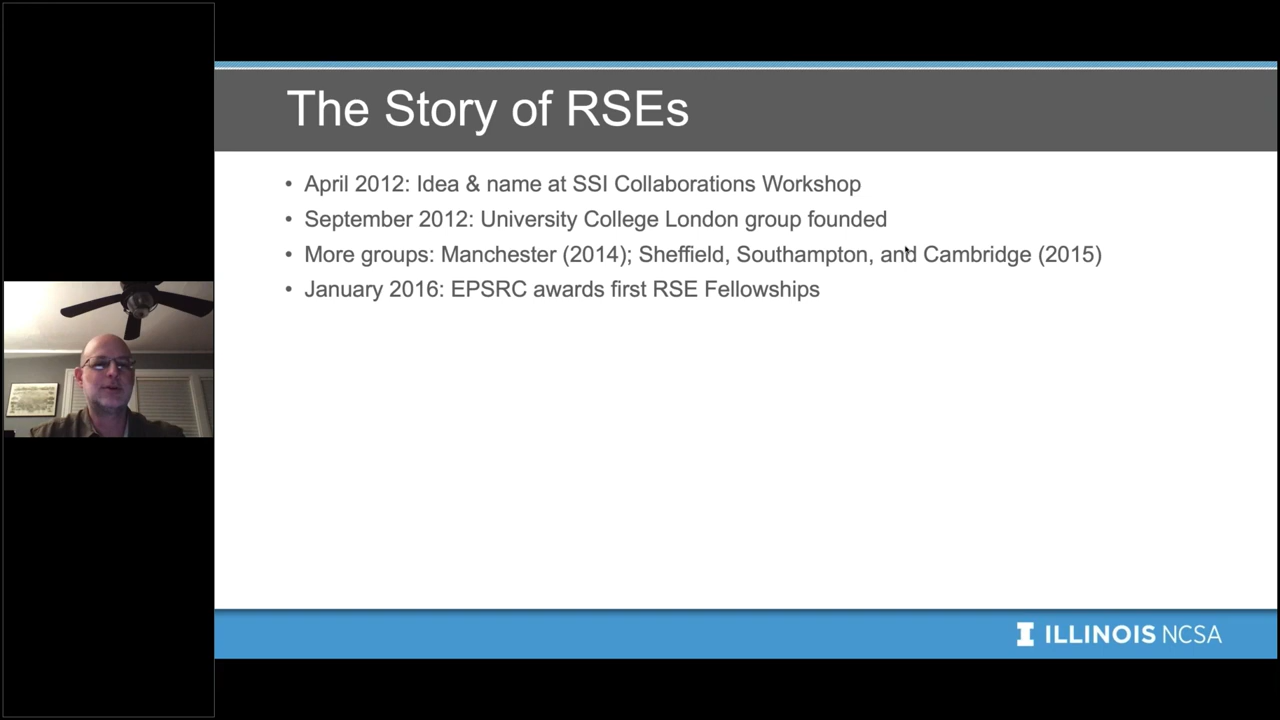 The Story of RSEs
• April 2012: Idea & name at SSI Collaborations Workshop
• September 2012: University College London group founded
• More groups: Manchester (2014); Sheffield, Southampton, and Cambridge (2015)
• January 2016: EPSRC awards first RSE Fellowships
I ILLINOIS NCSA